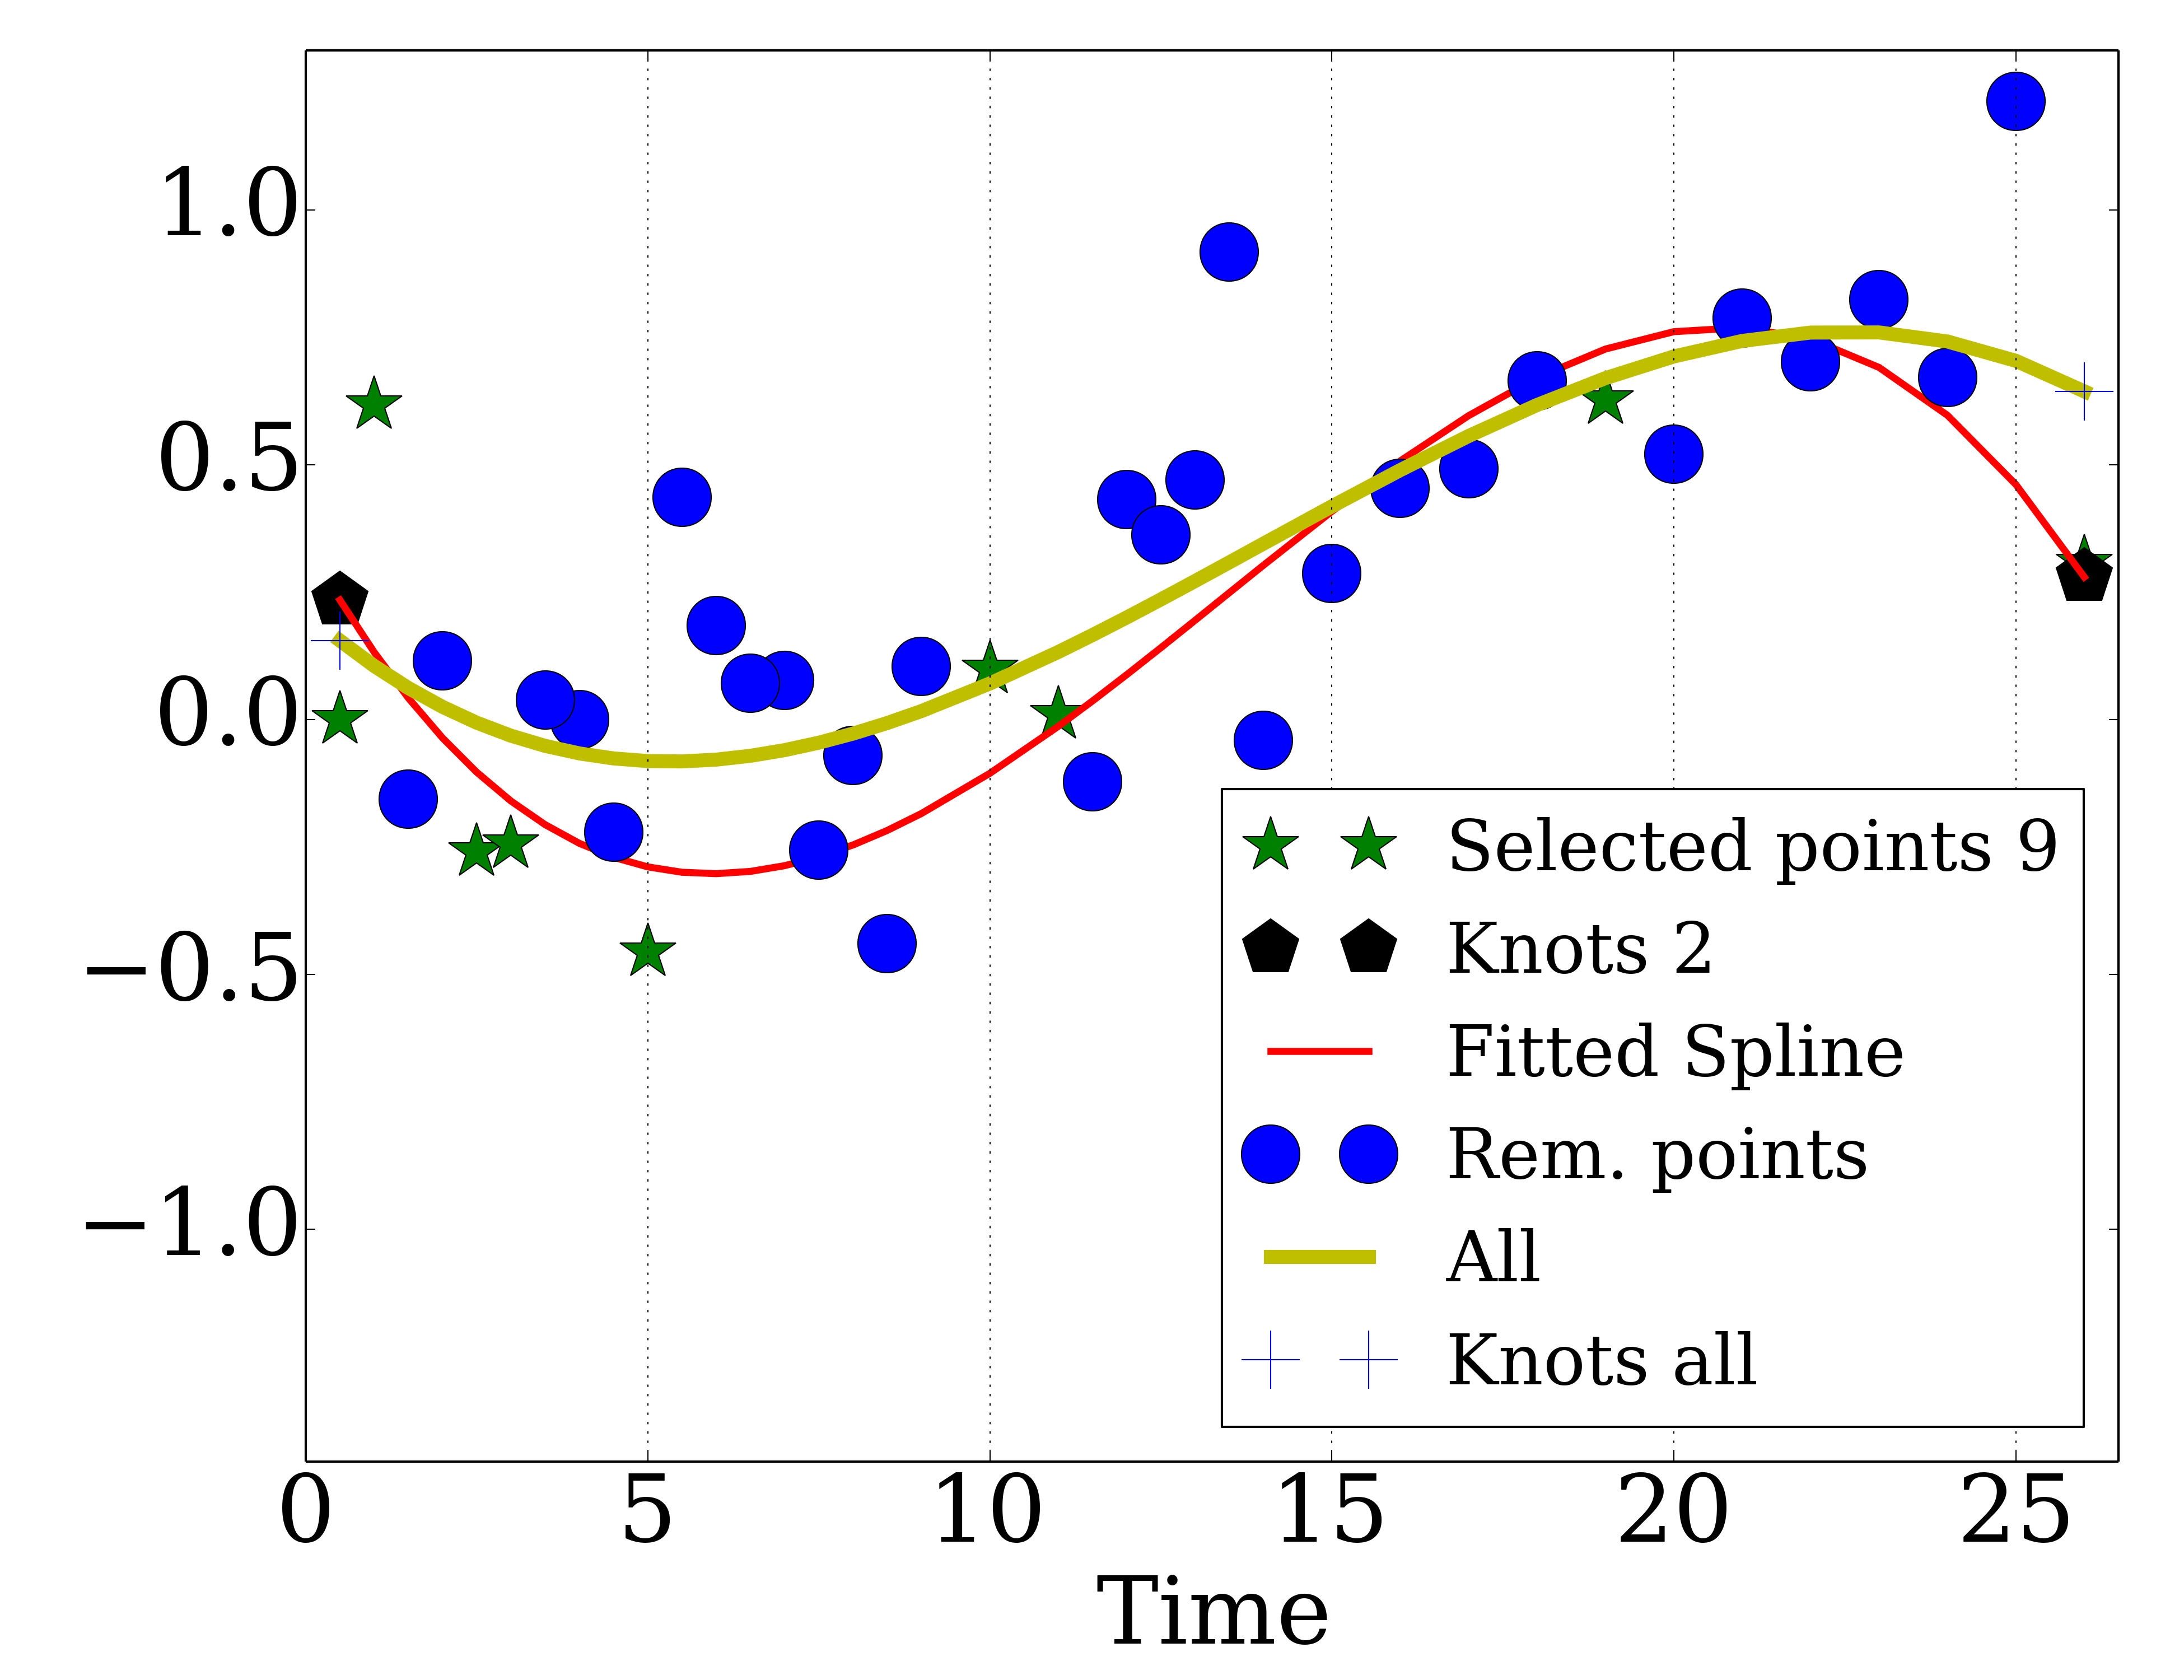 1.0
0.5
0.0
−0.5
−1.0
0 5 10 15 20 25
Time
Selected points 9
Knots 2
Fitted Spline
Rem. points
All
Knots all